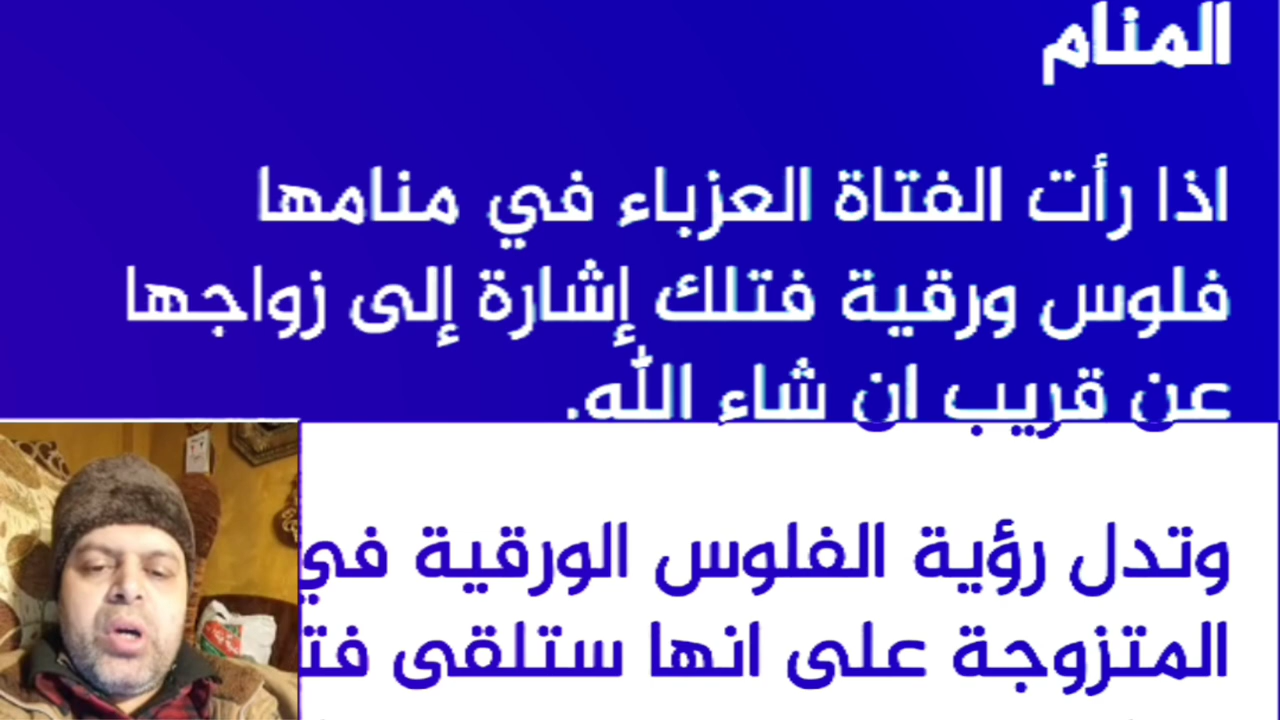 المنام
اذا رأت الفتاة العزباء في منامها
فلوس ورقية فتلك إشارة إلى زواجها
عن قريب ان شاء الله.
وتدل رؤية الفلوس الورقية في
المتزوجة على انها ستلقى